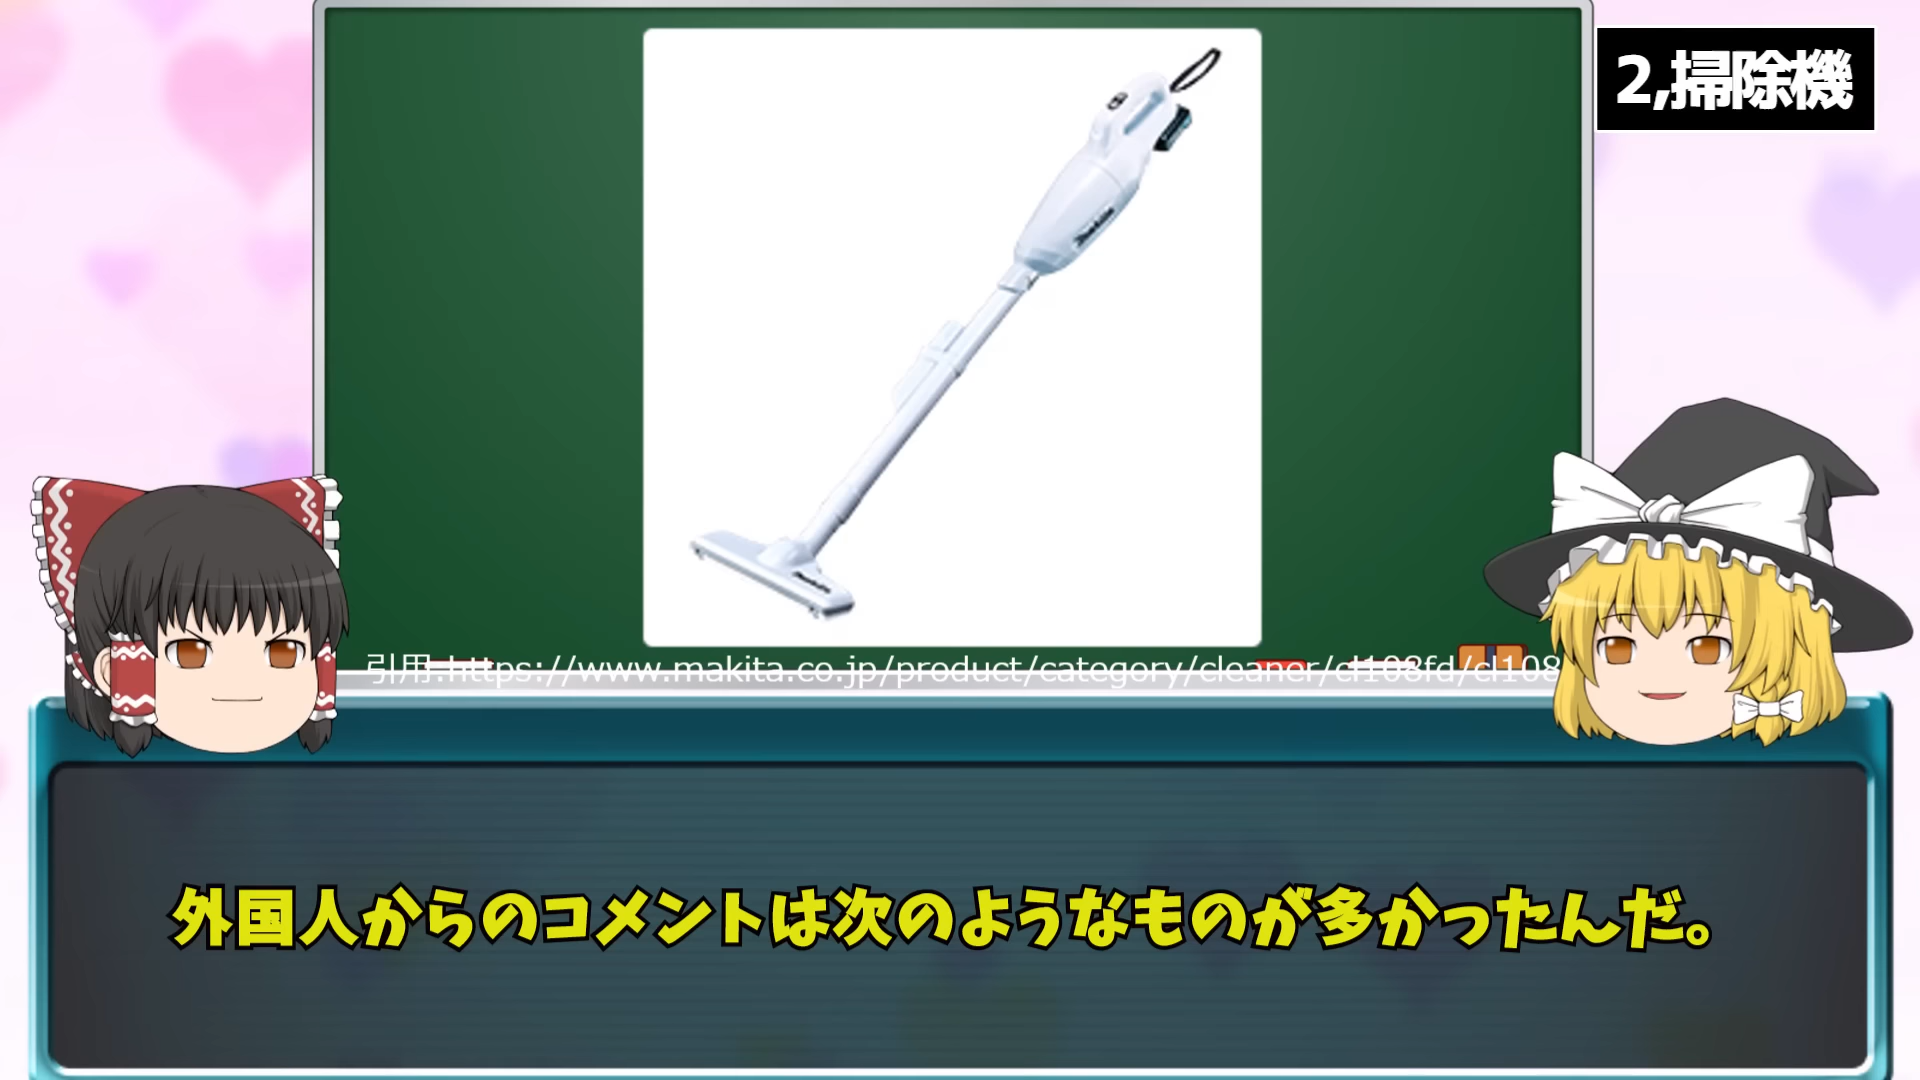 2,掃除機
引用:https://www.makita.co.jp/product/category/cleaner/cl108fd/cl108
外国人からのコメントは次のようなものが多かったんだ。